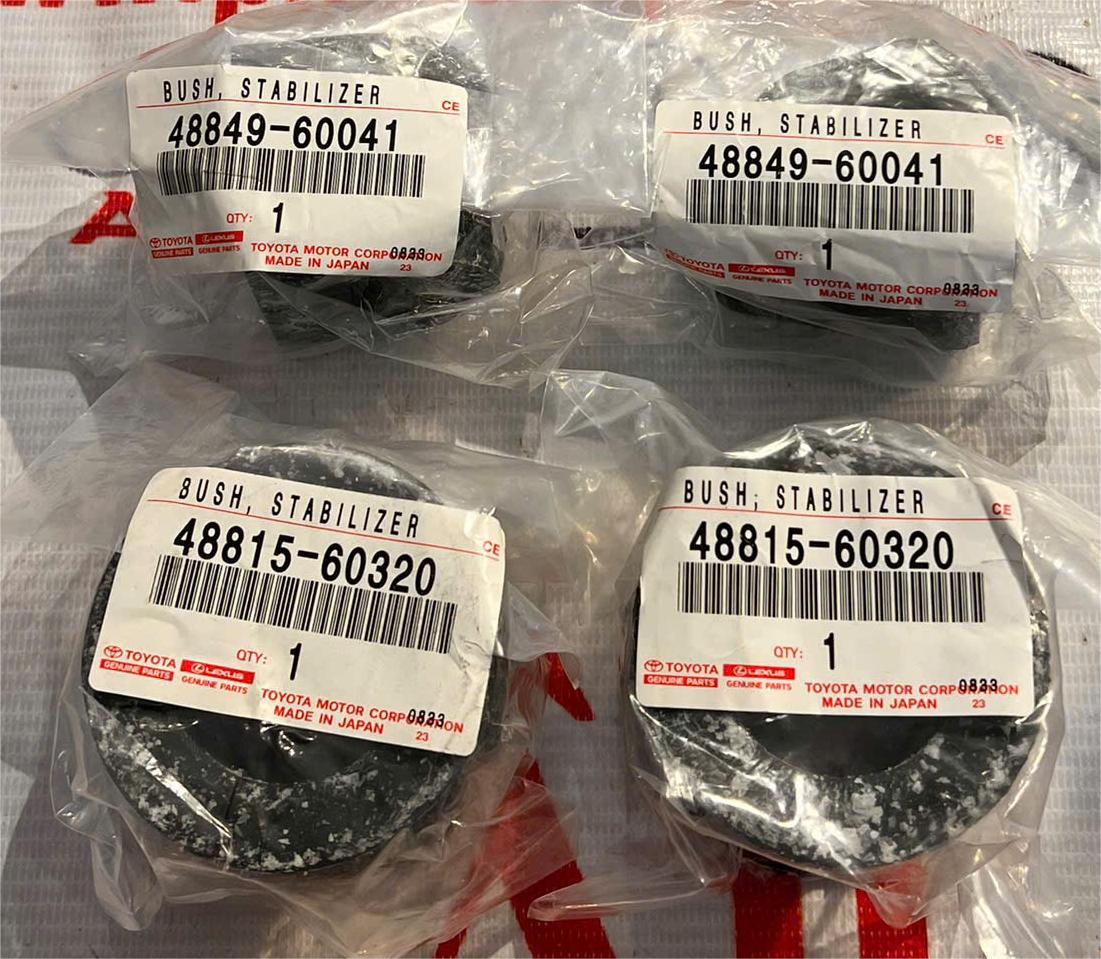 BUSH, STABILIZER
CE
48849-60041
QTY: 1
TOYOTA LEXUS
GENUINE PARTS GENUINE PARTS
TOYOTA MOTOR CORPORATION
0833
MADE IN JAPAN 23
BUSH, STABILIZER
CE
48849-60041
QTY: 1
TOYOTA LEXUS
GENUINE PARTS GENUINE PARTS
TOYOTA MOTOR CORPORATION
0833
MADE IN JAPAN 23
BUSH, STABILIZER
CE
48815-60320
QTY: 1
TOYOTA LEXUS
GENUINE PARTS GENUINE PARTS
TOYOTA MOTOR CORPORATION
0833
MADE IN JAPAN 23
BUSH, STABILIZER
CE
48815-60320
QTY: 1
TOYOTA LEXUS
GENUINE PARTS GENUINE PARTS
TOYOTA MOTOR CORPORATION
0833
MADE IN JAPAN 23